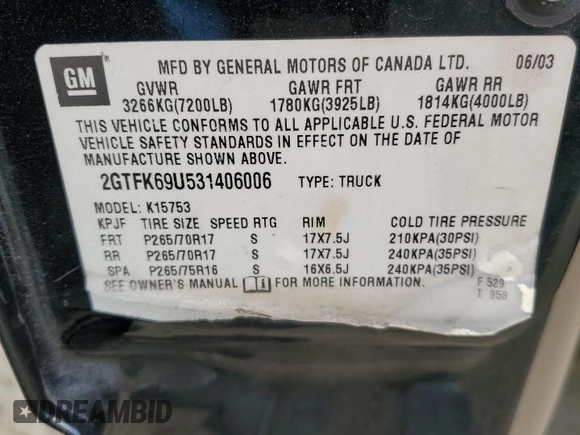 GM
MFD BY GENERAL MOTORS OF CANADA LTD. 06/03
GVWR GAWR FRT GAWR RR
3266KG(7200LB) 1780KG(3925LB) 1814KG(4000LB)
THIS VEHICLE CONFORMS TO ALL APPLICABLE U.S. FEDERAL MOTOR
VEHICLE SAFETY STANDARDS IN EFFECT ON THE DATE OF
MANUFACTURE SHOWN ABOVE.
2GTFK69U531406006 TYPE: TRUCK
MODEL: K15753
KPJF TIRE SIZE SPEED RTG RIM COLD TIRE PRESSURE
FRT P265/70R17 S 17X7.5J 210KPA(30PSI)
RR P265/70R17 S 17X7.5J 240KPA(35PSI)
SPA P265/75R16 S 16X6.5J 240KPA(35PSI)
SEE OWNER'S MANUAL FOR MORE INFORMATION. F 529
T 958
DREAMBID